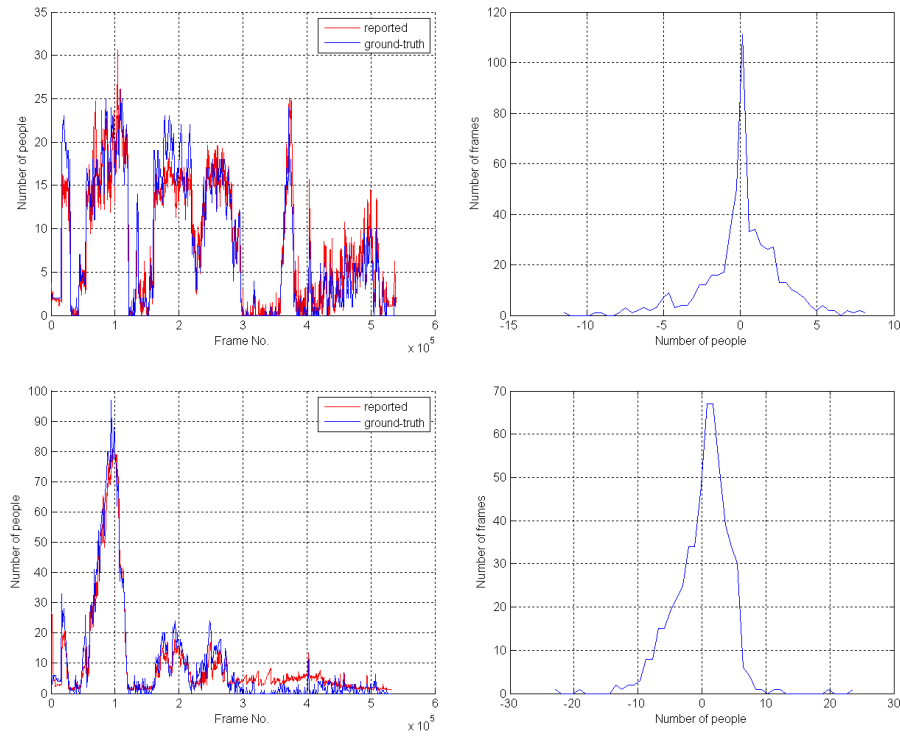 35
30
25
20
15
10
5
0
Number of people
reported
ground-truth
0 1 2 3 4 5 6
Frame No.
x 10^5
120
100
80
60
40
20
0
Number of frames
-15 -10 -5 0 5 10
Number of people
100
90
80
70
60
50
40
30
20
10
0
Number of people
reported
ground-truth
0 1 2 3 4 5 6
Frame No.
x 10^5
70
60
50
40
30
20
10
0
Number of frames
-30 -20 -10 0 10 20 30
Number of people